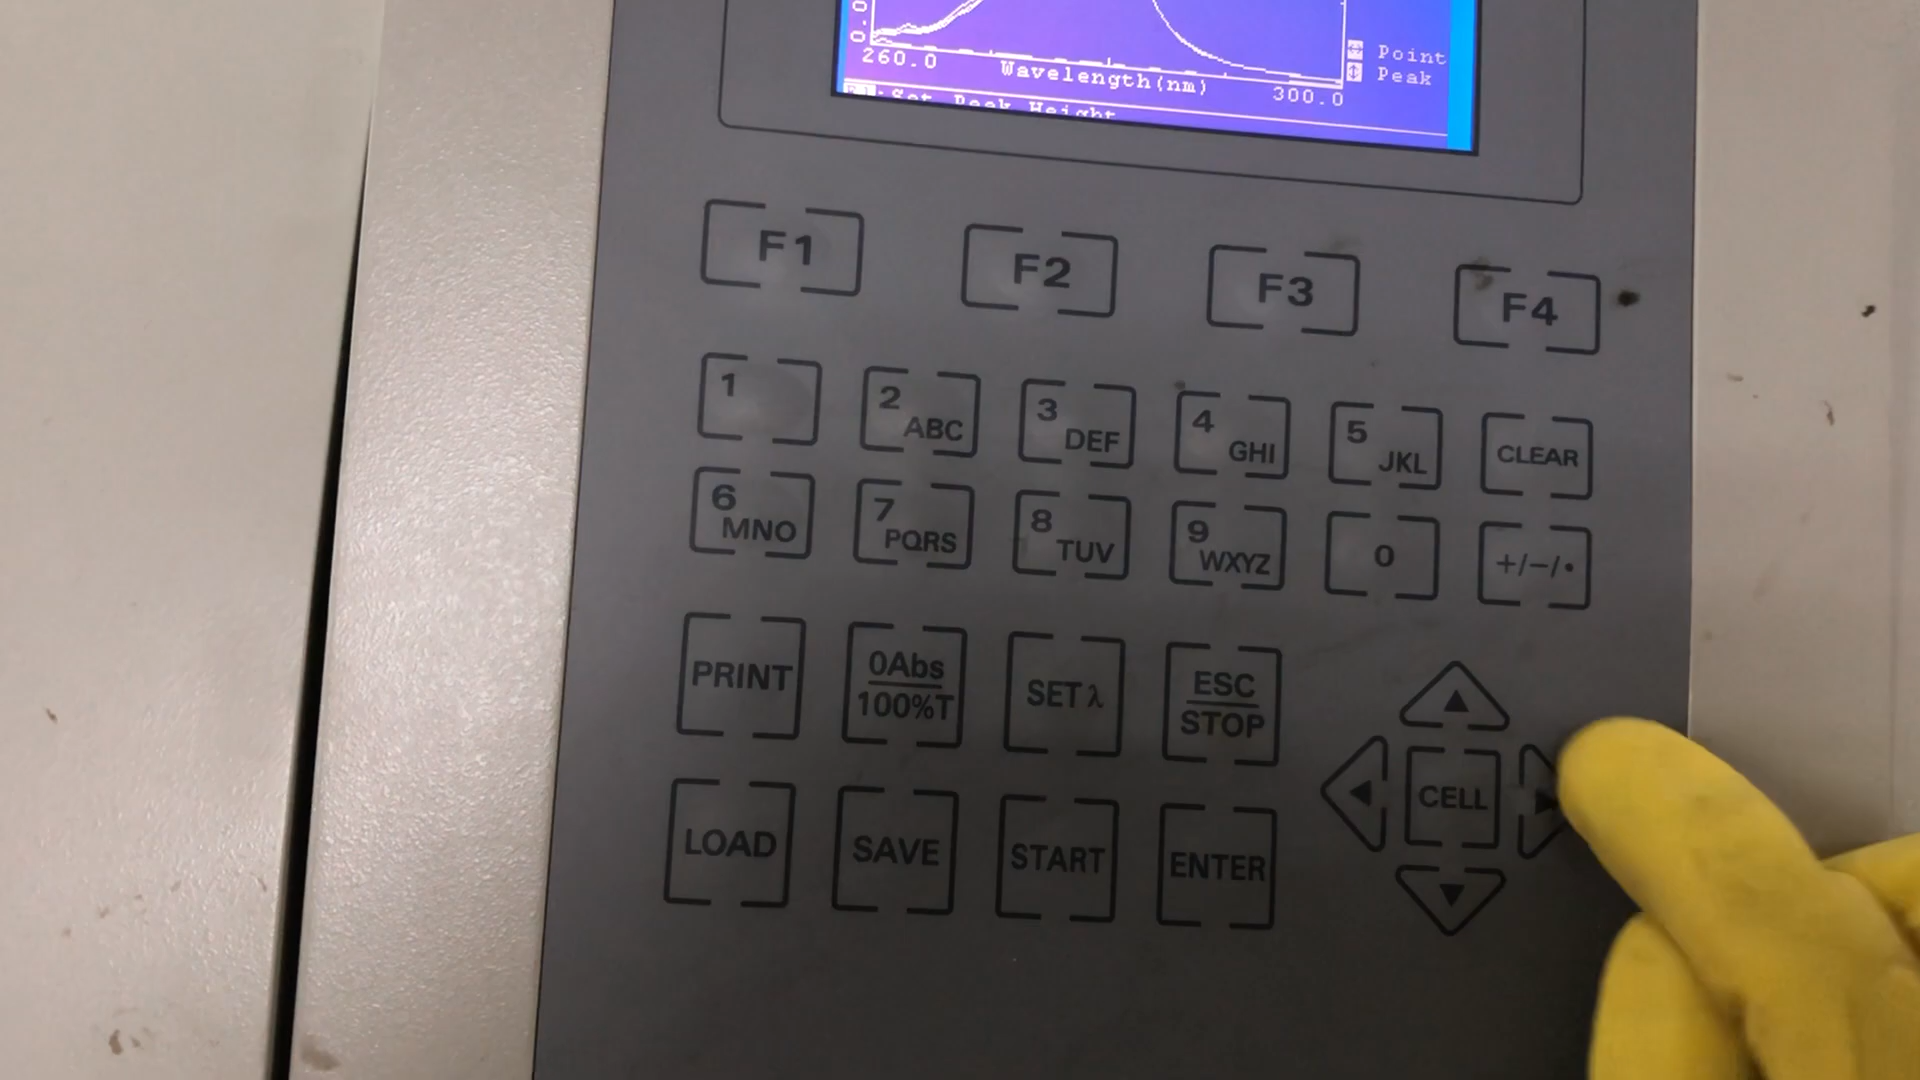 0.0
260.0
Wavelength(nm)
300.0
Point
Peak
F1:Set Peak Height
F1
F2
F3
F4
1
2 ABC
3 DEF
4 GHI
5 JKL
CLEAR
6 MNO
7 PQRS
8 TUV
9 WXYZ
0
+/−/•
PRINT
0Abs
100%T
SET λ
ESC
STOP
CELL
LOAD
SAVE
START
ENTER